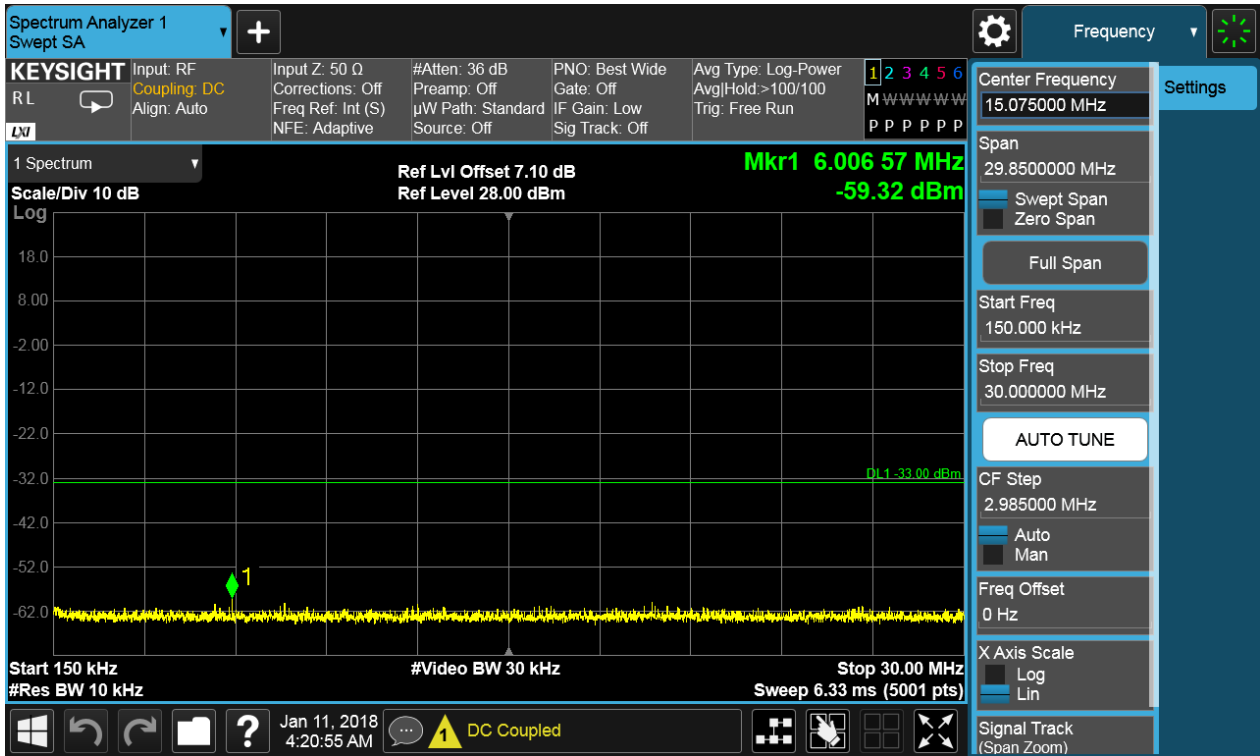 Spectrum Analyzer 1
Swept SA
+
Frequency
KEYSIGHT
R L
LXI
Input: RF
Coupling: DC
Align: Auto
Input Z: 50 Ω
Corrections: Off
Freq Ref: Int (S)
NFE: Adaptive
#Atten: 36 dB
Preamp: Off
µW Path: Standard
Source: Off
PNO: Best Wide
Gate: Off
IF Gain: Low
Sig Track: Off
Avg Type: Log-Power
Avg|Hold:>100/100
Trig: Free Run
1 2 3 4 5 6
M W W W W W
P P P P P P
1 Spectrum
Scale/Div 10 dB
Log
Ref Lvl Offset 7.10 dB
Ref Level 28.00 dBm
Mkr1 6.006 57 MHz
-59.32 dBm
18.0
8.00
-2.00
-12.0
-22.0
-32.0
-42.0
-52.0
-62.0
DL1 -33.00 dBm
1
Start 150 kHz
#Res BW 10 kHz
#Video BW 30 kHz
Stop 30.00 MHz
Sweep 6.33 ms (5001 pts)
Center Frequency
15.075000 MHz
Span
29.8500000 MHz
Swept Span
Zero Span
Full Span
Start Freq
150.000 kHz
Stop Freq
30.000000 MHz
AUTO TUNE
CF Step
2.985000 MHz
Auto
Man
Freq Offset
0 Hz
X Axis Scale
Log
Lin
Signal Track
(Span Zoom)
Settings
?
Jan 11, 2018
4:20:55 AM
1
DC Coupled